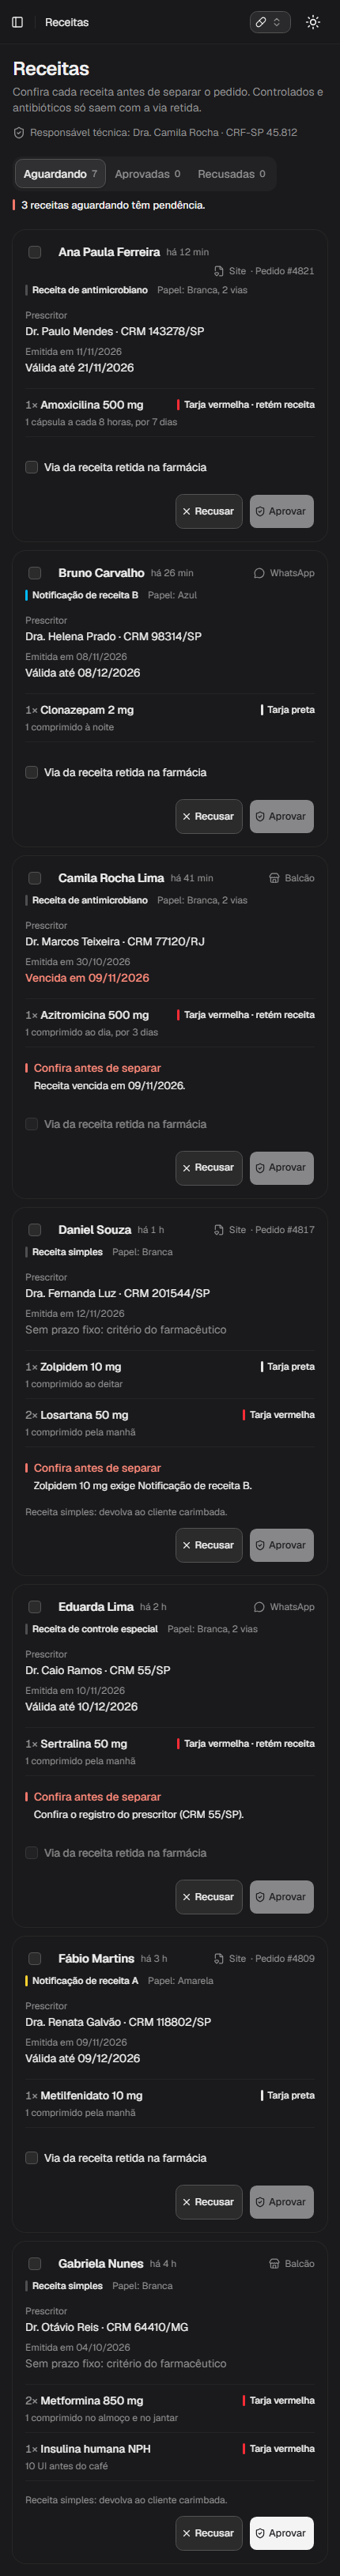 Receitas
Receitas
Confira cada receita antes de separar o pedido. Controlados e
antibióticos só saem com a via retida.
Responsável técnico: Dra. Camila Rocha · CRF-SP 45.812
Aguardando 7 Aprovadas 0 Recusadas 0
3 receitas aguardando têm pendência.
Ana Paula Ferreira há 12 min
Site · Pedido #4821
Receita de antimicrobiano Papel: Branca, 2 vias
Prescritor
Dr. Paulo Mendes · CRM 143278/SP
Emitida em 11/11/2026
Válida até 21/11/2026
1× Amoxicilina 500 mg Tarja vermelha · retém receita
1 cápsula a cada 8 horas, por 7 dias
Via da receita retida na farmácia
Recusar Aprovar
Bruno Carvalho há 26 min WhatsApp
Notificação de receita B Papel: Azul
Prescritor
Dra. Helena Prado · CRM 98314/SP
Emitida em 08/11/2026
Válida até 08/12/2026
1× Clonazepam 2 mg Tarja preta
1 comprimido à noite
Via da receita retida na farmácia
Recusar Aprovar
Camila Rocha Lima há 41 min Balcão
Receita de antimicrobiano Papel: Branca, 2 vias
Prescritor
Dr. Marcos Teixeira · CRM 77120/RJ
Emitida em 30/10/2026
Vencida em 09/11/2026
1× Azitromicina 500 mg Tarja vermelha · retém receita
1 comprimido ao dia, por 3 dias
Confira antes de separar
Receita vencida em 09/11/2026.
Via da receita retida na farmácia
Recusar Aprovar
Daniel Souza há 1 h Site · Pedido #4817
Receita simples Papel: Branca
Prescritor
Dra. Fernanda Luz · CRM 201544/SP
Emitida em 12/11/2026
Sem prazo fixo: critério do farmacêutico
1× Zolpidem 10 mg Tarja preta
1 comprimido ao deitar
2× Losartana 50 mg Tarja vermelha
1 comprimido pela manhã
Confira antes de separar
Zolpidem 10 mg exige Notificação de receita B.
Receita simples: devolva ao cliente carimbada.
Recusar Aprovar
Eduarda Lima há 2 h WhatsApp
Receita de controle especial Papel: Branca, 2 vias
Prescritor
Dr. Caio Ramos · CRM 55/SP
Emitida em 10/11/2026
Válida até 10/12/2026
1× Sertralina 50 mg Tarja vermelha · retém receita
1 comprimido pela manhã
Confira antes de separar
Confira o registro do prescritor (CRM 55/SP).
Via da receita retida na farmácia
Recusar Aprovar
Fábio Martins há 3 h Site · Pedido #4809
Notificação de receita A Papel: Amarela
Prescritor
Dra. Renata Galvão · CRM 118802/SP
Emitida em 09/11/2026
Válida até 09/12/2026
1× Metilfenidato 10 mg Tarja preta
1 comprimido pela manhã
Via da receita retida na farmácia
Recusar Aprovar
Gabriela Nunes há 4 h Balcão
Receita simples Papel: Branca
Prescritor
Dr. Otávio Reis · CRM 64410/MG
Emitida em 04/10/2026
Sem prazo fixo: critério do farmacêutico
2× Metformina 850 mg Tarja vermelha
1 comprimido no almoço e no jantar
1× Insulina humana NPH Tarja vermelha
10 UI antes do café
Receita simples: devolva ao cliente carimbada.
Recusar Aprovar